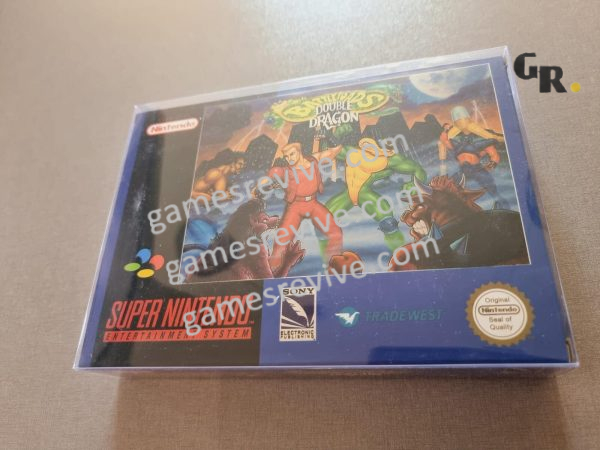 GR.
Nintendo
BATTLETOADS
DOUBLE
DRAGON
gamesrevive.com
gamesrevive.com
gamesrevive.com
SUPER NINTENDO
ENTERTAINMENT SYSTEM
SONY
ELECTRONIC
PUBLISHING
TRADEWEST
Original
Nintendo
Seal of
Quality